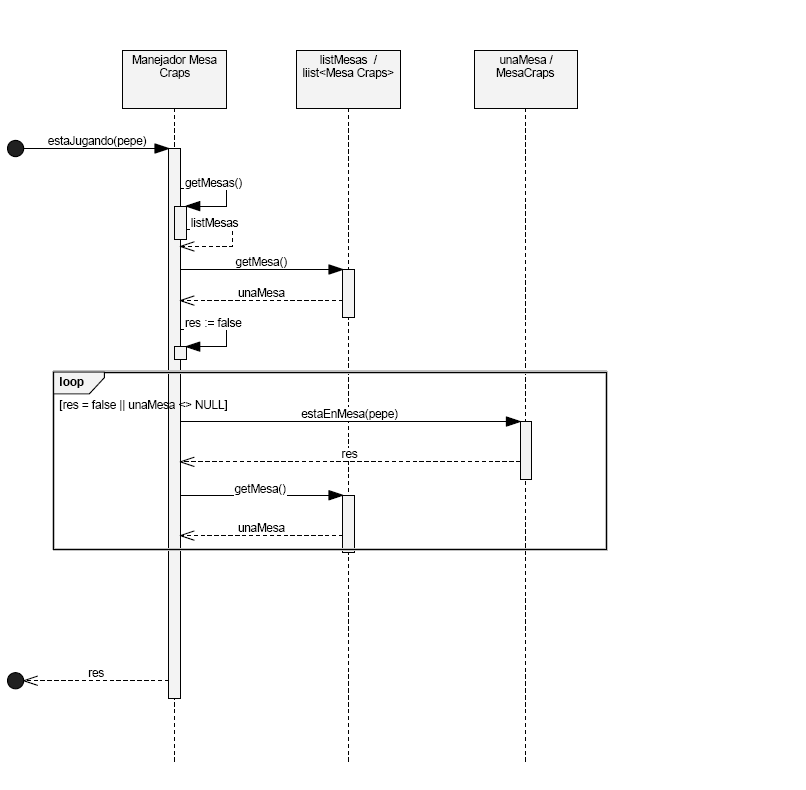 Manejador Mesa
Craps
listMesas /
liist<Mesa Craps>
unaMesa /
MesaCraps
estaJugando(pepe)
getMesas()
listMesas
getMesa()
unaMesa
res := false
loop
[res = false || unaMesa <> NULL]
estaEnMesa(pepe)
res
getMesa()
unaMesa
res